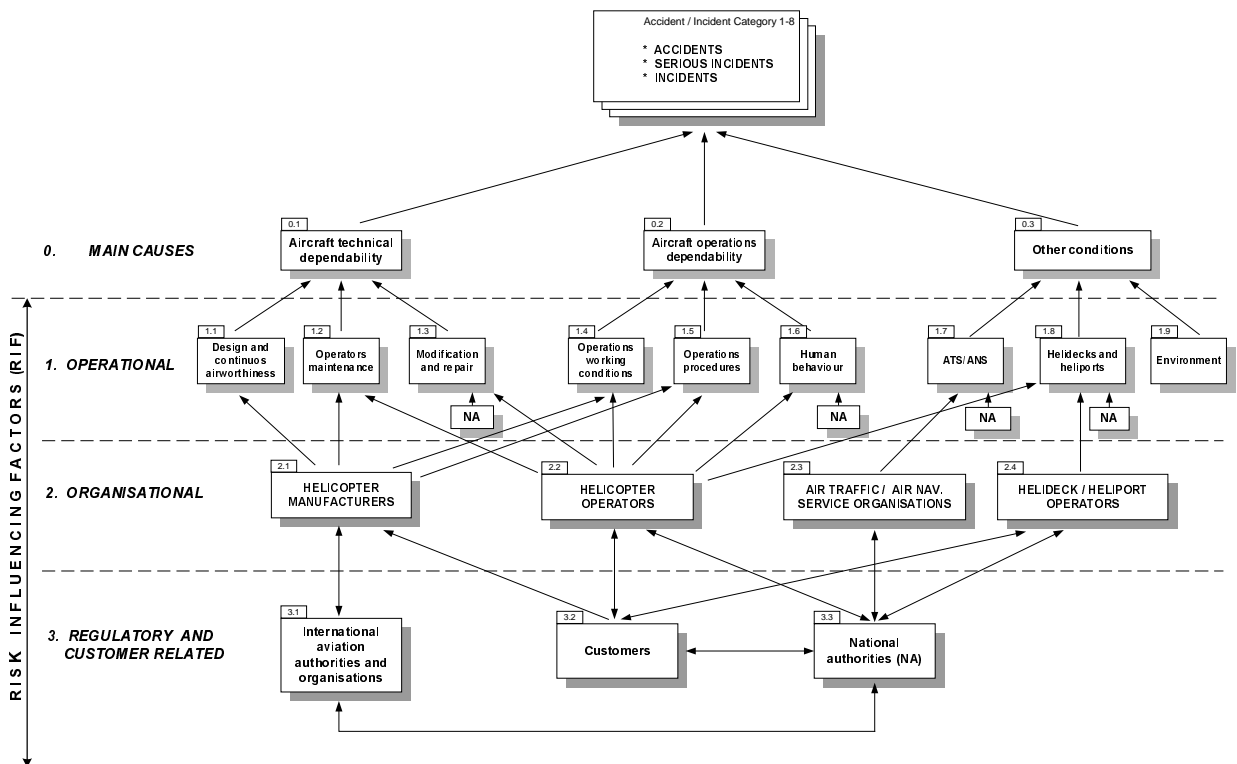 Accident / Incident Category 1-8
* ACCIDENTS
* SERIOUS INCIDENTS
* INCIDENTS
0. MAIN CAUSES
0.1
Aircraft technical
dependability
0.2
Aircraft operations
dependability
0.3
Other conditions
RISK INFLUENCING FACTORS (RIF)
1. OPERATIONAL
1.1
Design and
continuos
airworthiness
1.2
Operators
maintenance
1.3
Modification
and repair
NA
1.4
Operations
working
conditions
1.5
Operations
procedures
1.6
Human
behaviour
NA
1.7
ATS/ANS
NA
1.8
Helidecks and
heliports
NA
1.9
Environment
2. ORGANISATIONAL
2.1
HELICOPTER
MANUFACTURERS
2.2
HELICOPTER
OPERATORS
2.3
AIR TRAFFIC / AIR NAV.
SERVICE ORGANISATIONS
2.4
HELIDECK / HELIPORT
OPERATORS
3. REGULATORY AND
CUSTOMER RELATED
3.1
International
aviation
authorities and
organisations
3.2
Customers
3.3
National
authorities (NA)